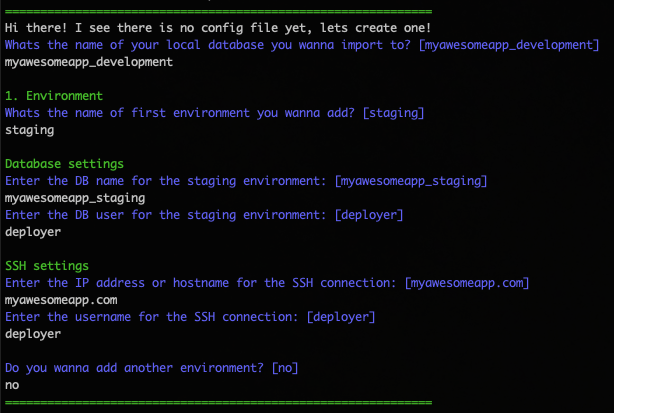 Hi there! I see there is no config file yet, lets create one!
Whats the name of your local database you wanna import to? [myawesomeapp_development]
myawesomeapp_development
1. Environment
Whats the name of first environment you wanna add? [staging]
staging
Database settings
Enter the DB name for the staging environment: [myawesomeapp_staging]
myawesomeapp_staging
Enter the DB user for the staging environment: [deployer]
deployer
SSH settings
Enter the IP address or hostname for the SSH connection: [myawesomeapp.com]
myawesomeapp.com
Enter the username for the SSH connection: [deployer]
deployer
Do you wanna add another environment? [no]
no